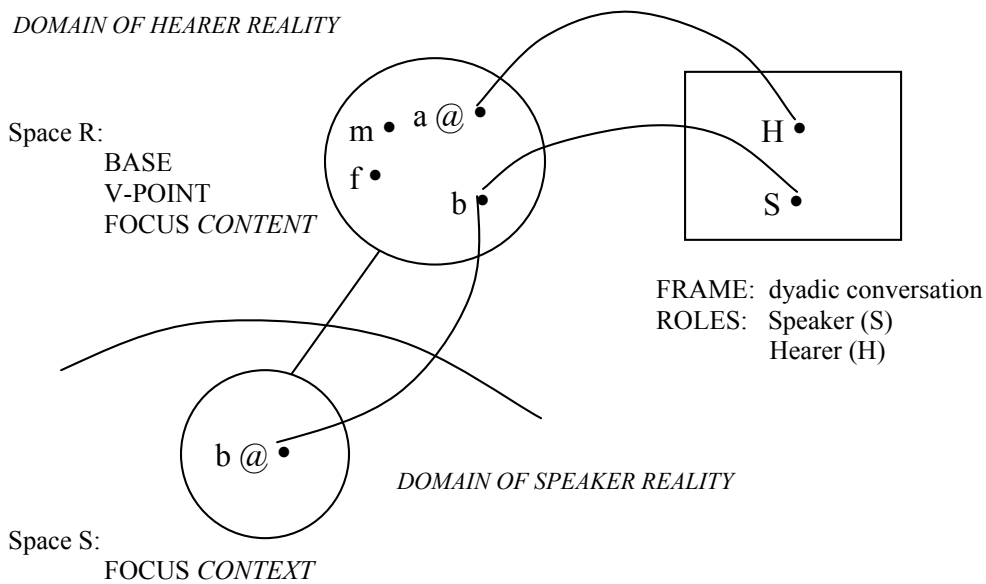 DOMAIN OF HEARER REALITY
Space R:
BASE
V-POINT
FOCUS CONTENT
a @
m
f
b
H
S
FRAME: dyadic conversation
ROLES: Speaker (S)
Hearer (H)
b @
DOMAIN OF SPEAKER REALITY
Space S:
FOCUS CONTEXT